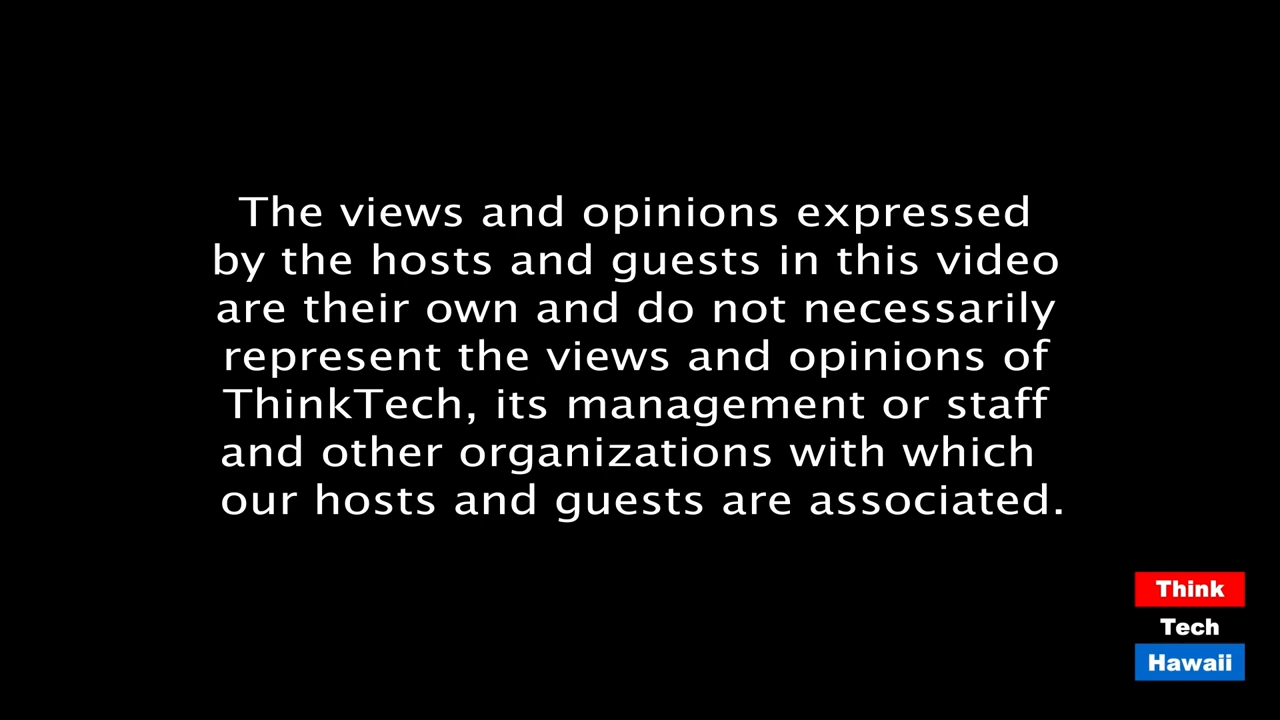 The views and opinions expressed
by the hosts and guests in this video
are their own and do not necessarily
represent the views and opinions of
ThinkTech, its management or staff
and other organizations with which
our hosts and guests are associated.
Think
Tech
Hawaii